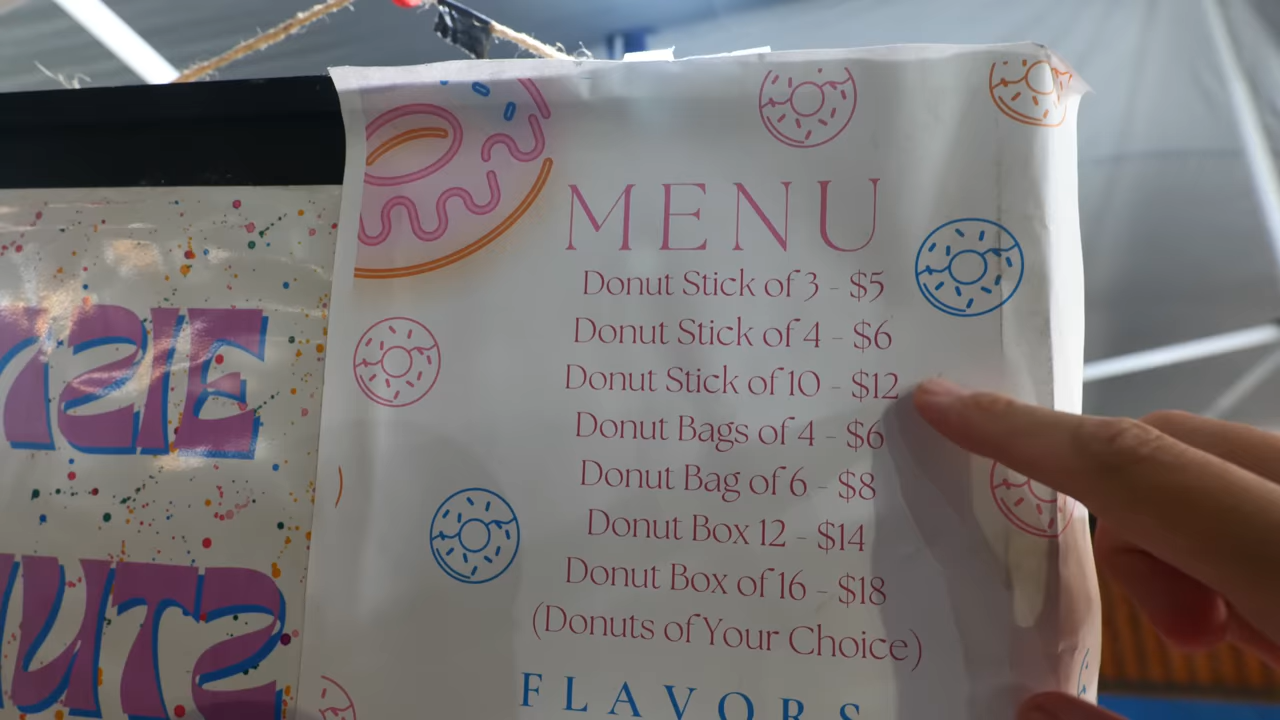 MENU
Donut Stick of 3 - $5
Donut Stick of 4 - $6
Donut Stick of 10 - $12
Donut Bags of 4 - $6
Donut Bag of 6 - $8
Donut Box 12 - $14
Donut Box of 16 - $18
(Donuts of Your Choice)
FLAVORS